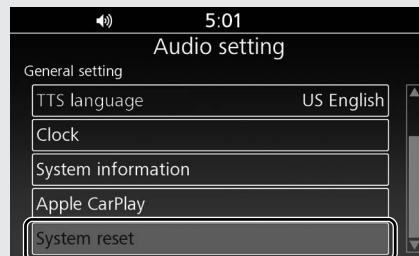 5:01
Audio setting
General setting
TTS language US English
Clock
System information
Apple CarPlay
System reset